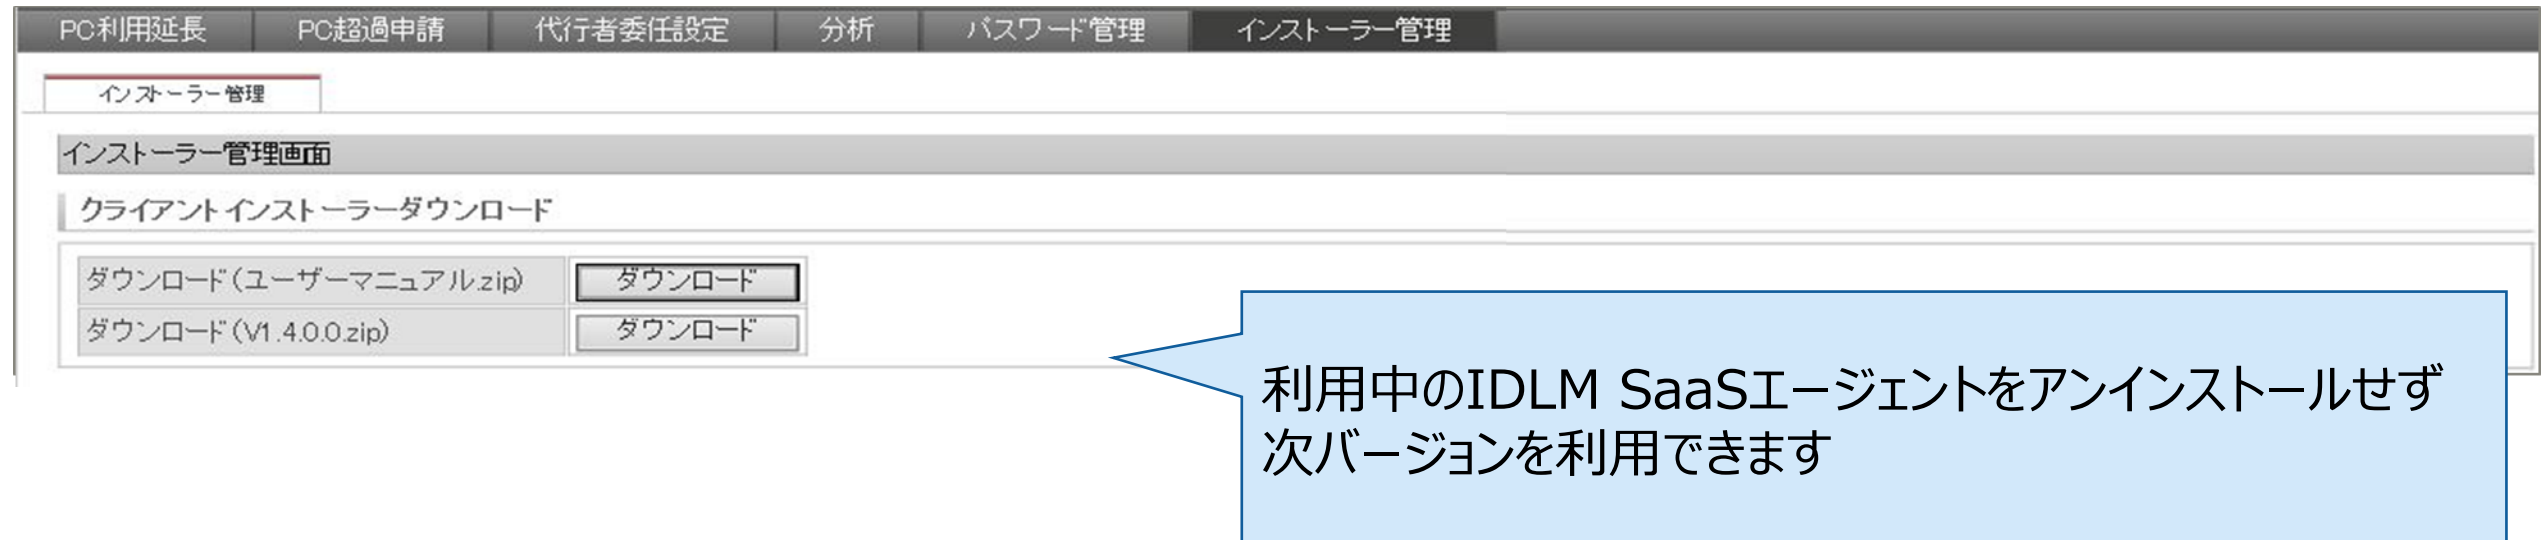 PC利用延長 PC超過申請 代行者委任設定 分析 パスワード管理 インストーラー管理
インストーラー管理
インストーラー管理画面
クライアントインストーラーダウンロード
ダウンロード(ユーザーマニュアル.zip) ダウンロード
ダウンロード(V1.4.0.0.zip) ダウンロード
利用中のIDLM SaaSエージェントをアンインストールせず
次バージョンを利用できます